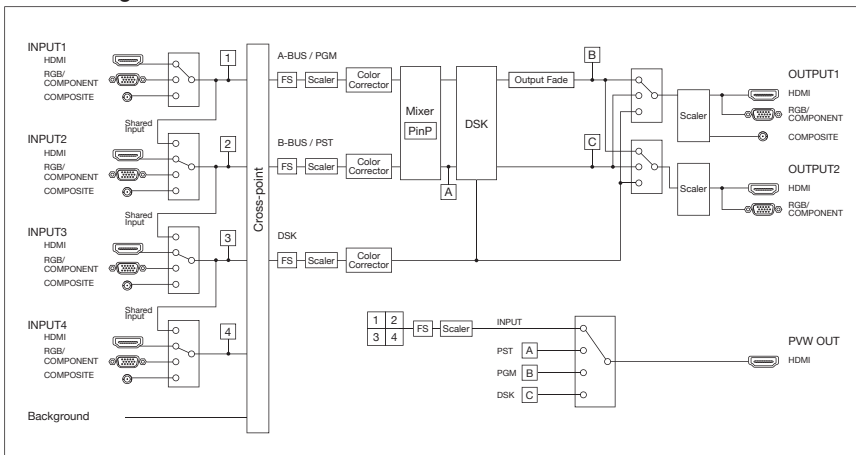 INPUT1
HDMI
RGB/
COMPONENT
COMPOSITE
1
Shared
Input
INPUT2
HDMI
RGB/
COMPONENT
COMPOSITE
2
Shared
Input
INPUT3
HDMI
RGB/
COMPONENT
COMPOSITE
3
Shared
Input
INPUT4
HDMI
RGB/
COMPONENT
COMPOSITE
4
Background
Cross-point
A-BUS / PGM
FS
Scaler
Color
Corrector
B-BUS / PST
FS
Scaler
Color
Corrector
DSK
FS
Scaler
Color
Corrector
Mixer
PinP
A
DSK
Output Fade
B
C
Scaler
OUTPUT1
HDMI
RGB/
COMPONENT
COMPOSITE
Scaler
OUTPUT2
HDMI
RGB/
COMPONENT
1 2
3 4
FS
Scaler
INPUT
PST A
PGM B
DSK C
PVW OUT
HDMI